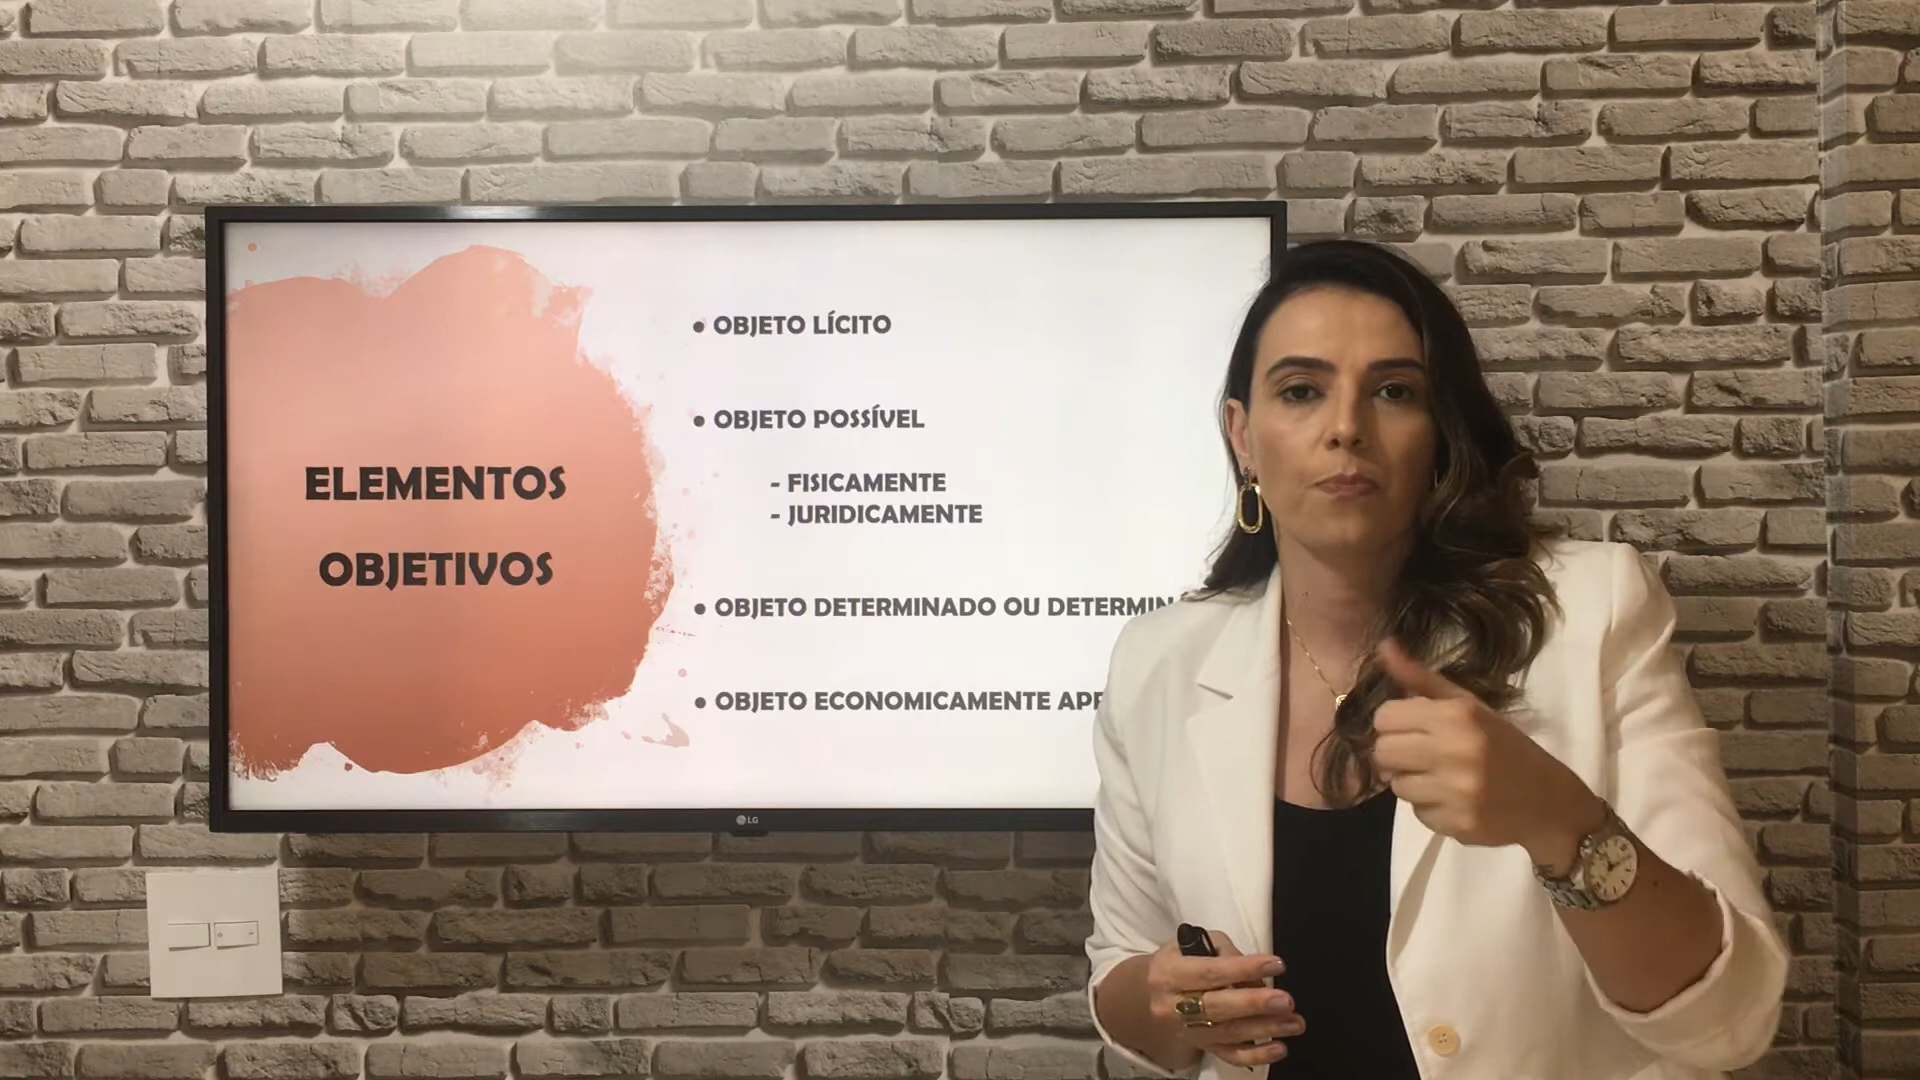 ELEMENTOS
OBJETIVOS
• OBJETO LÍCITO
• OBJETO POSSÍVEL
- FISICAMENTE
- JURIDICAMENTE
• OBJETO DETERMINADO OU
• OBJETO ECONOMICAMENTE
LG